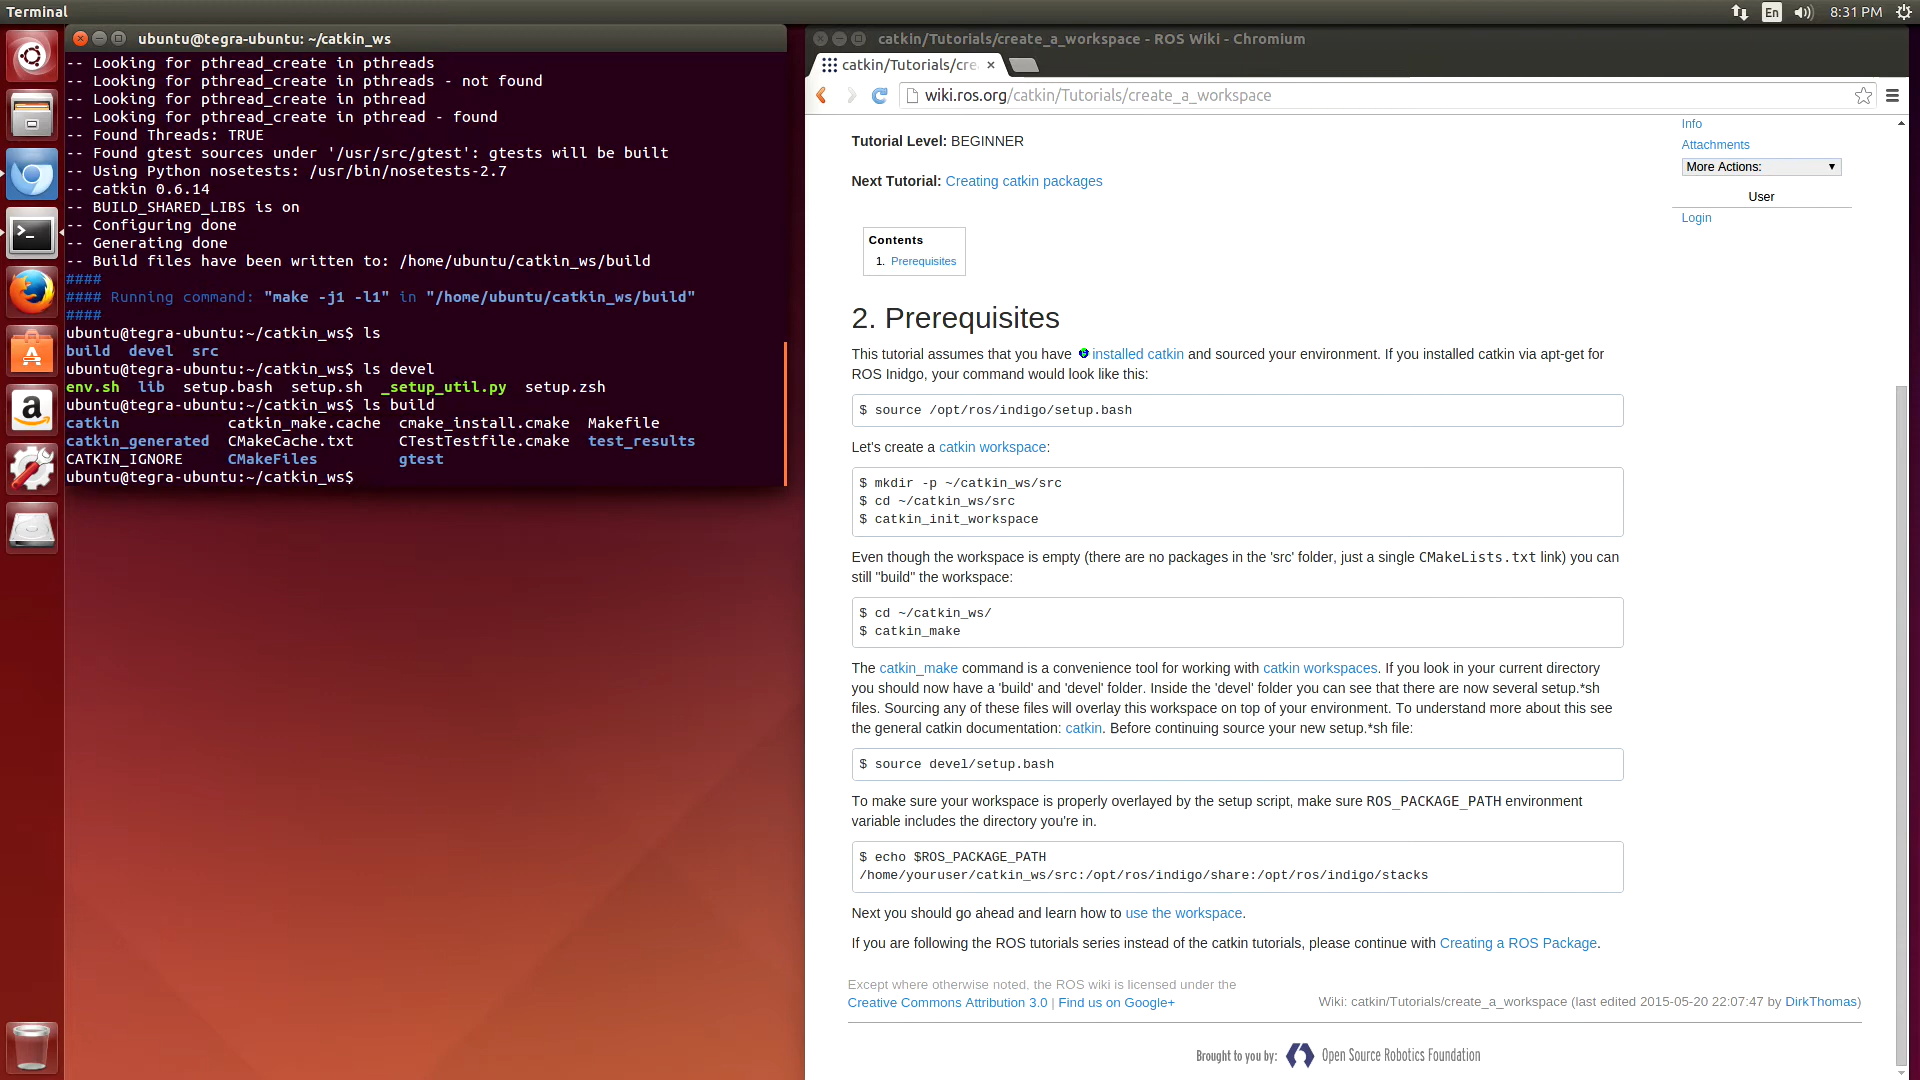 Terminal
En
8:31 PM
ubuntu@tegra-ubuntu: ~/catkin_ws
-- Looking for pthread_create in pthreads
-- Looking for pthread_create in pthreads - not found
-- Looking for pthread_create in pthread
-- Looking for pthread_create in pthread - found
-- Found Threads: TRUE
-- Found gtest sources under '/usr/src/gtest': gtests will be built
-- Using Python nosetests: /usr/bin/nosetests-2.7
-- catkin 0.6.14
-- BUILD_SHARED_LIBS is on
-- Configuring done
-- Generating done
-- Build files have been written to: /home/ubuntu/catkin_ws/build
####
#### Running command: "make -j1 -l1" in "/home/ubuntu/catkin_ws/build"
####
ubuntu@tegra-ubuntu:~/catkin_ws$ ls
build  devel  src
ubuntu@tegra-ubuntu:~/catkin_ws$ ls devel
env.sh  lib  setup.bash  setup.sh  _setup_util.py  setup.zsh
ubuntu@tegra-ubuntu:~/catkin_ws$ ls build
catkin            catkin_make.cache  cmake_install.cmake  Makefile
catkin_generated  CMakeCache.txt     CTestTestfile.cmake  test_results
CATKIN_IGNORE     CMakeFiles         gtest
ubuntu@tegra-ubuntu:~/catkin_ws$
catkin/Tutorials/create_a_workspace - ROS Wiki - Chromium
catkin/Tutorials/cre
wiki.ros.org/catkin/Tutorials/create_a_workspace
Info
Attachments
More Actions:
User
Login
Tutorial Level: BEGINNER
Next Tutorial: Creating catkin packages
Contents
1. Prerequisites
2. Prerequisites
This tutorial assumes that you have installed catkin and sourced your environment. If you installed catkin via apt-get for
ROS Inidgo, your command would look like this:
$ source /opt/ros/indigo/setup.bash
Let's create a catkin workspace:
$ mkdir -p ~/catkin_ws/src
$ cd ~/catkin_ws/src
$ catkin_init_workspace
Even though the workspace is empty (there are no packages in the 'src' folder, just a single CMakeLists.txt link) you can
still "build" the workspace:
$ cd ~/catkin_ws/
$ catkin_make
The catkin_make command is a convenience tool for working with catkin workspaces. If you look in your current directory
you should now have a 'build' and 'devel' folder. Inside the 'devel' folder you can see that there are now several setup.*sh
files. Sourcing any of these files will overlay this workspace on top of your environment. To understand more about this see
the general catkin documentation: catkin. Before continuing source your new setup.*sh file:
$ source devel/setup.bash
To make sure your workspace is properly overlayed by the setup script, make sure ROS_PACKAGE_PATH environment
variable includes the directory you're in.
$ echo $ROS_PACKAGE_PATH
/home/youruser/catkin_ws/src:/opt/ros/indigo/share:/opt/ros/indigo/stacks
Next you should go ahead and learn how to use the workspace.
If you are following the ROS tutorials series instead of the catkin tutorials, please continue with Creating a ROS Package.
Except where otherwise noted, the ROS wiki is licensed under the
Creative Commons Attribution 3.0 | Find us on Google+
Wiki: catkin/Tutorials/create_a_workspace (last edited 2015-05-20 22:07:47 by DirkThomas)
Brought to you by: Open Source Robotics Foundation